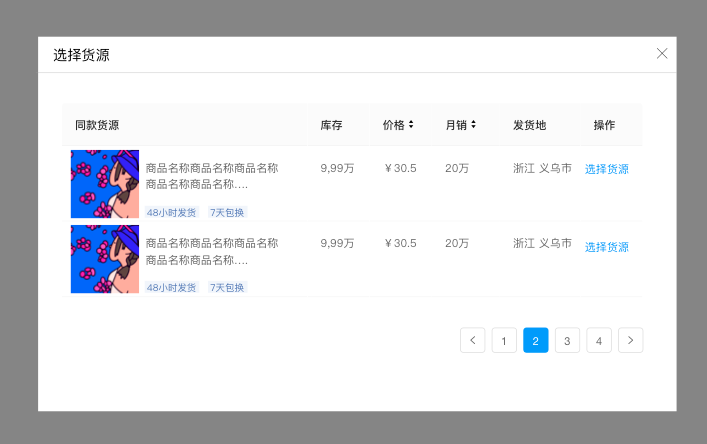 选择货源
同款货源 库存 价格 月销 发货地 操作
商品名称商品名称商品名称 9,99万 ￥30.5 20万 浙江 义乌市 选择货源
商品名称商品名称....
48小时发货 7天包换
商品名称商品名称商品名称 9,99万 ￥30.5 20万 浙江 义乌市 选择货源
商品名称商品名称....
48小时发货 7天包换
1 2 3 4